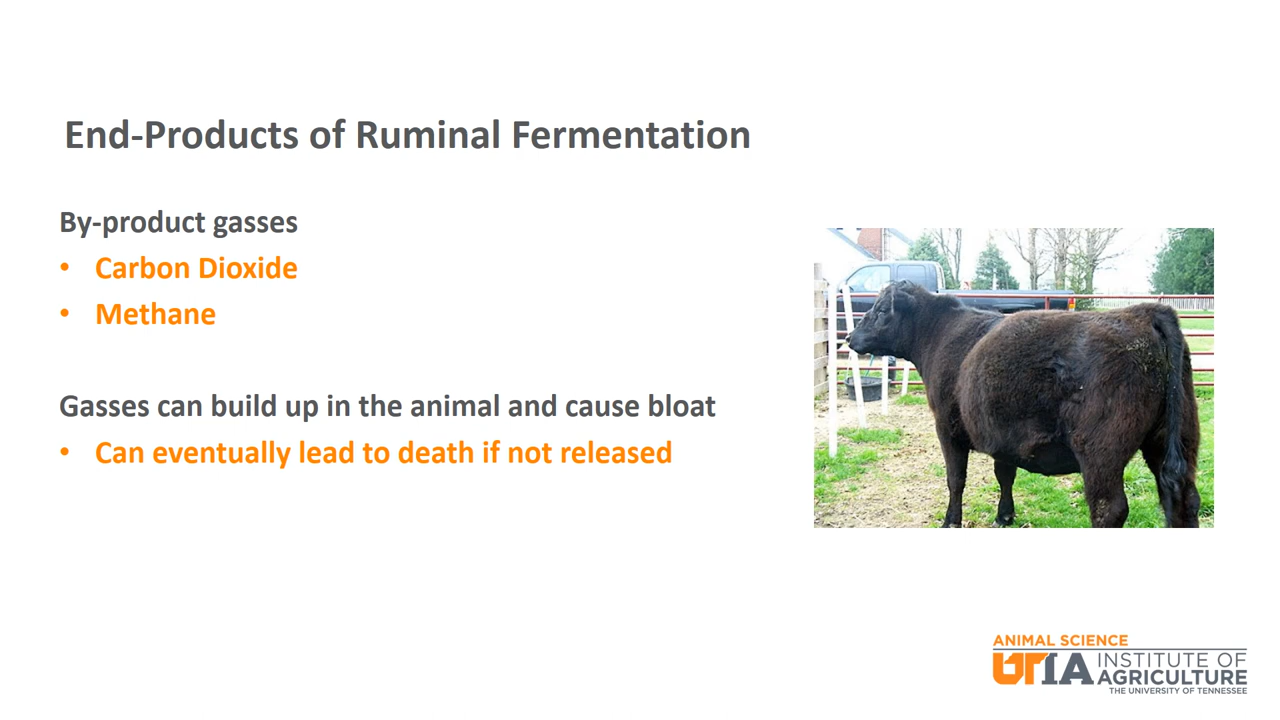 End-Products of Ruminal Fermentation
By-product gasses
• Carbon Dioxide
• Methane
Gasses can build up in the animal and cause bloat
• Can eventually lead to death if not released
ANIMAL SCIENCE
UTIA INSTITUTE OF
AGRICULTURE
THE UNIVERSITY OF TENNESSEE